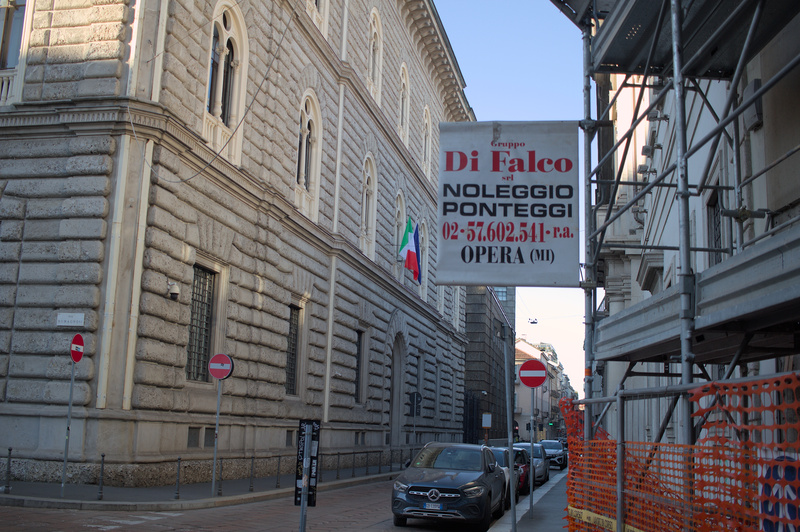 Gruppo
Di Falco
srl
NOLEGGIO
PONTEGGI
02-57.602.541-r.a.
OPERA (MI)